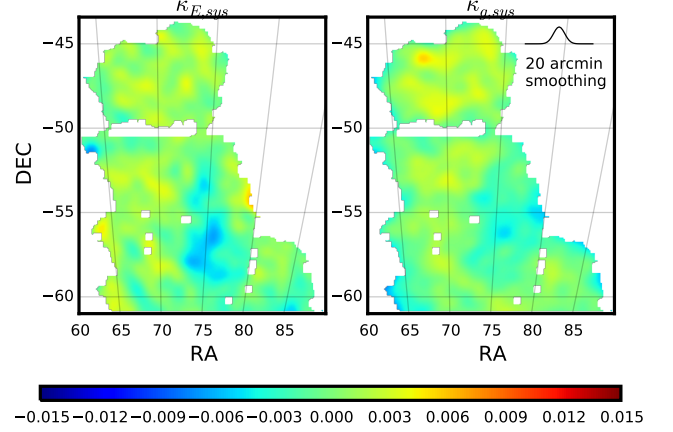 κ_E,sys κ_g,sys
20 arcmin
smoothing
−45 −45
−50 −50
DEC
−55 −55
−60 −60
60 65 70 75 80 85 60 65 70 75 80 85
RA RA
−0.015 −0.012 −0.009 −0.006 −0.003 0.000 0.003 0.006 0.009 0.012 0.015